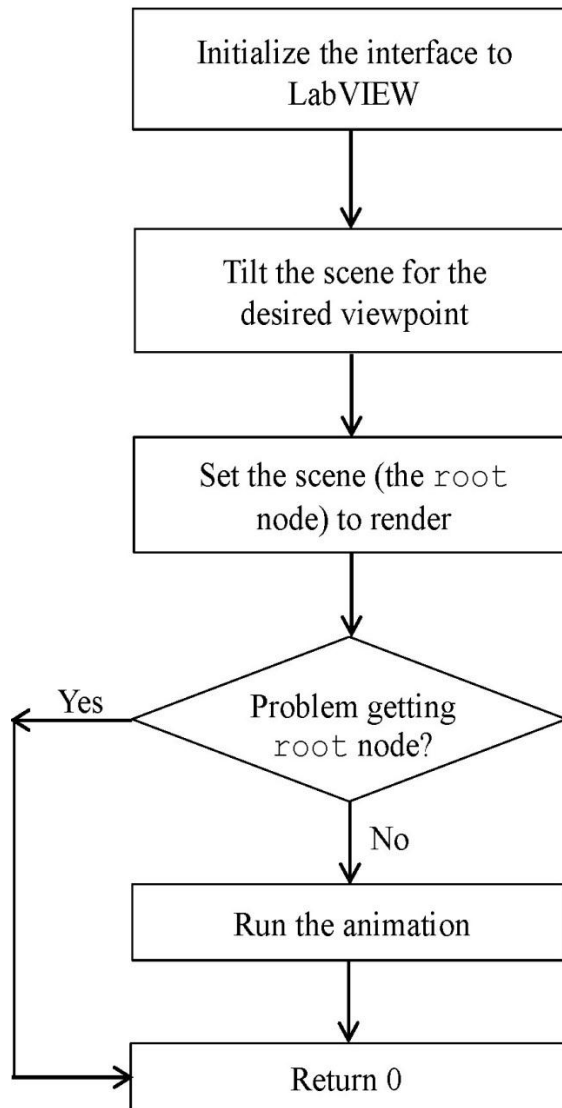 Initialize the interface to
LabVIEW
Tilt the scene for the
desired viewpoint
Set the scene (the root
node) to render
Yes
Problem getting
root node?
No
Run the animation
Return 0